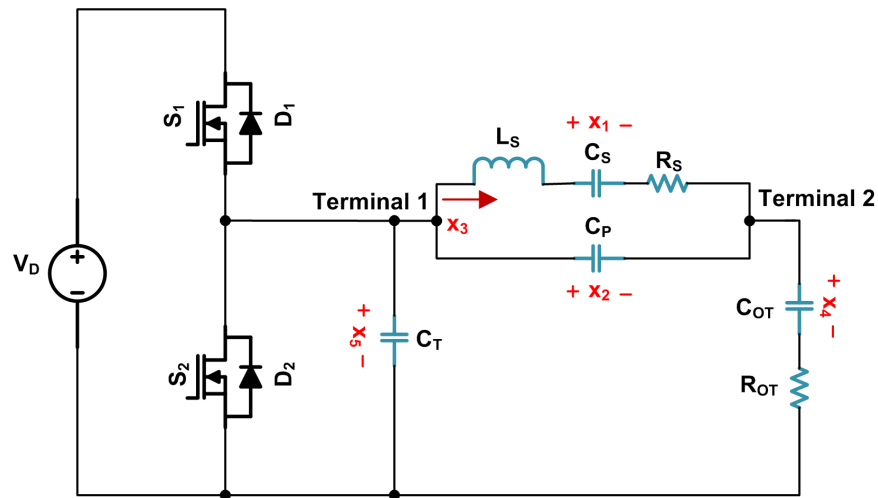 S1
D1
+ x1 −
LS
CS
RS
Terminal 1
Terminal 2
x3
CP
+ x2 −
VD
+
−
+ x5 −
CT
COT
+ x4 −
S2
D2
ROT